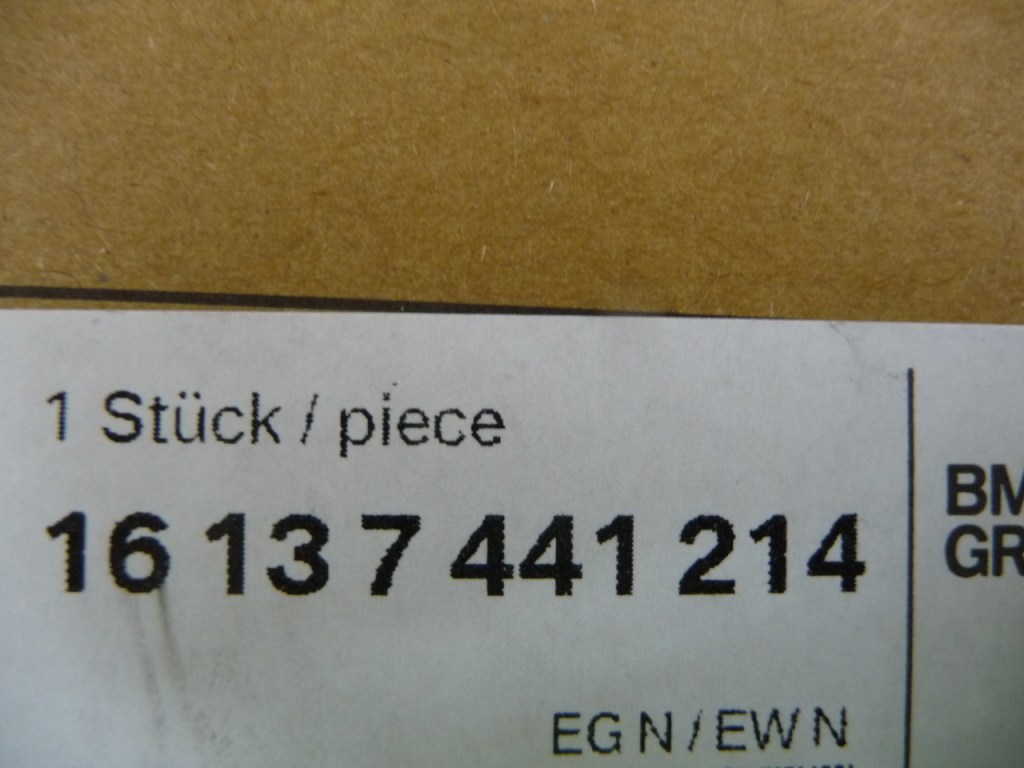 1 Stück / piece
16 13 7 441 214
BM
GR
EG N / EW N